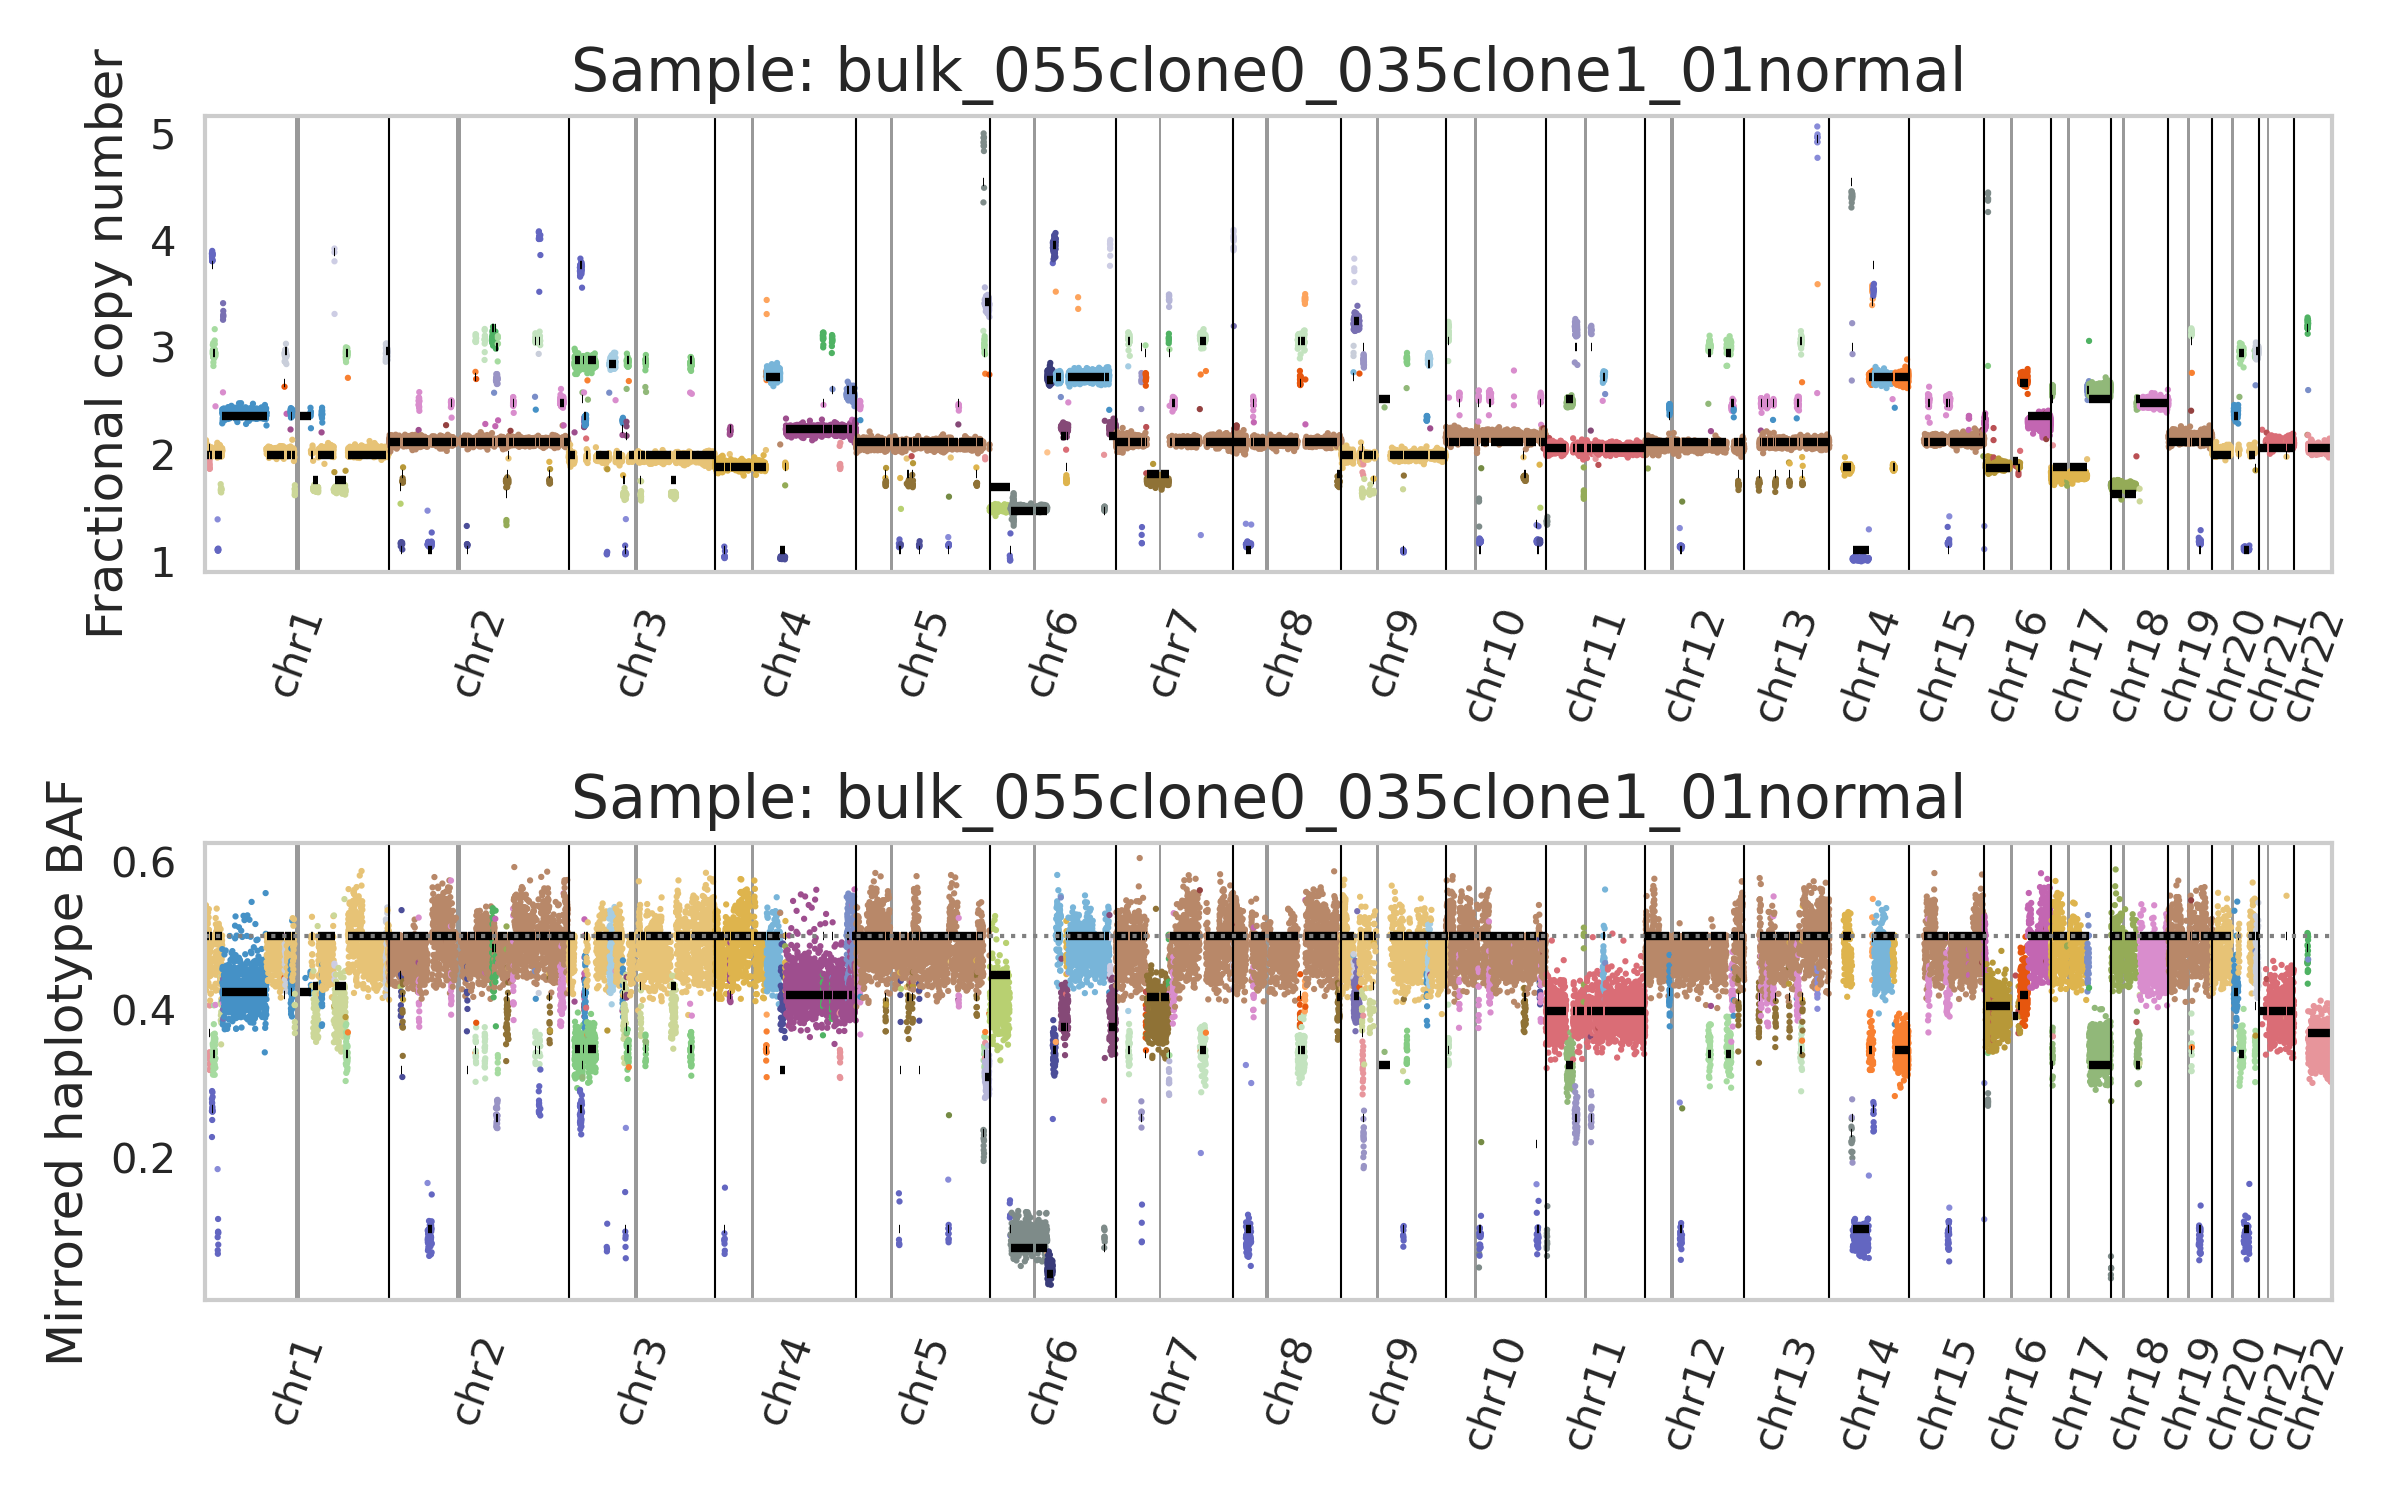 Sample: bulk_055clone0_035clone1_01normal
Fractional copy number
5
4
3
2
1
chr1 chr2 chr3 chr4 chr5 chr6 chr7 chr8 chr9 chr10 chr11 chr12 chr13 chr14 chr15 chr16 chr17 chr18 chr19 chr20 chr21 chr22
Sample: bulk_055clone0_035clone1_01normal
Mirrored haplotype BAF
0.6
0.4
0.2
chr1 chr2 chr3 chr4 chr5 chr6 chr7 chr8 chr9 chr10 chr11 chr12 chr13 chr14 chr15 chr16 chr17 chr18 chr19 chr20 chr21 chr22